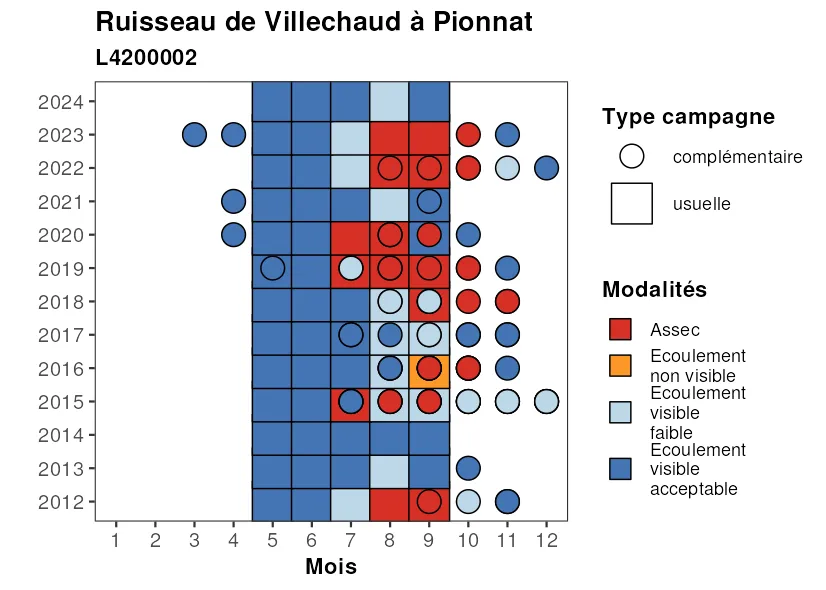 Ruisseau de Villechaud à Pionnat
L4200002
2024
2023
2022
2021
2020
2019
2018
2017
2016
2015
2014
2013
2012
1 2 3 4 5 6 7 8 9 10 11 12
Mois
Type campagne
complémentaire
usuelle
Modalités
Assec
Ecoulement
non visible
Ecoulement
visible
faible
Ecoulement
visible
acceptable